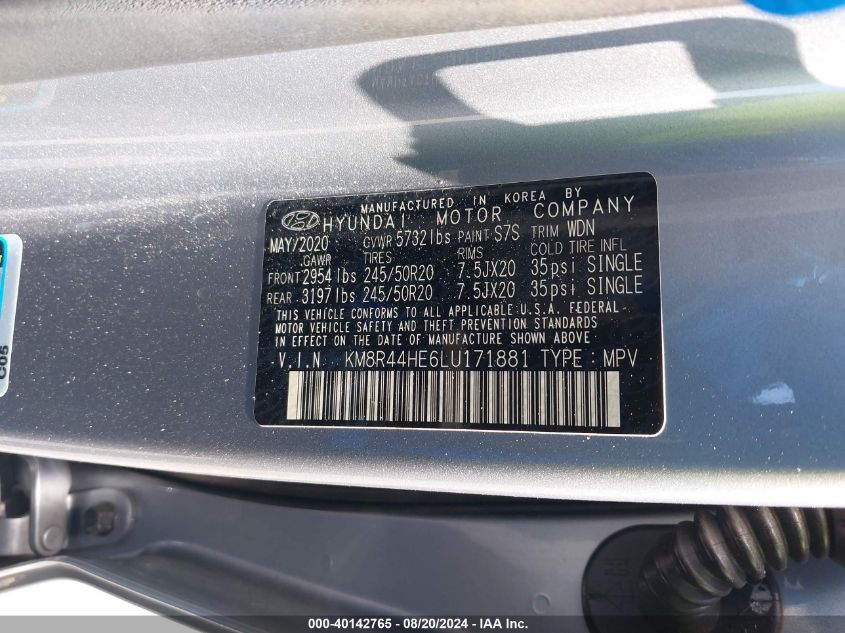 MANUFACTURED IN KOREA BY
HYUNDAI MOTOR COMPANY
MAY/2020 GVWR 5732lbs PAINT S7S TRIM WDN
GAWR TIRES RIMS COLD TIRE INFL
FRONT 2954lbs 245/50R20 7.5JX20 35psi SINGLE
REAR 3197lbs 245/50R20 7.5JX20 35psi SINGLE
THIS VEHICLE CONFORMS TO ALL APPLICABLE U.S.A. FEDERAL
MOTOR VEHICLE SAFETY AND THEFT PREVENTION STANDARDS
IN EFFECT ON THE DATE OF MANUFACTURE SHOWN ABOVE
V.I.N. KM8R44HE6LU171881 TYPE : MPV
C05
000-40142765 - 08/20/2024 - IAAI.com